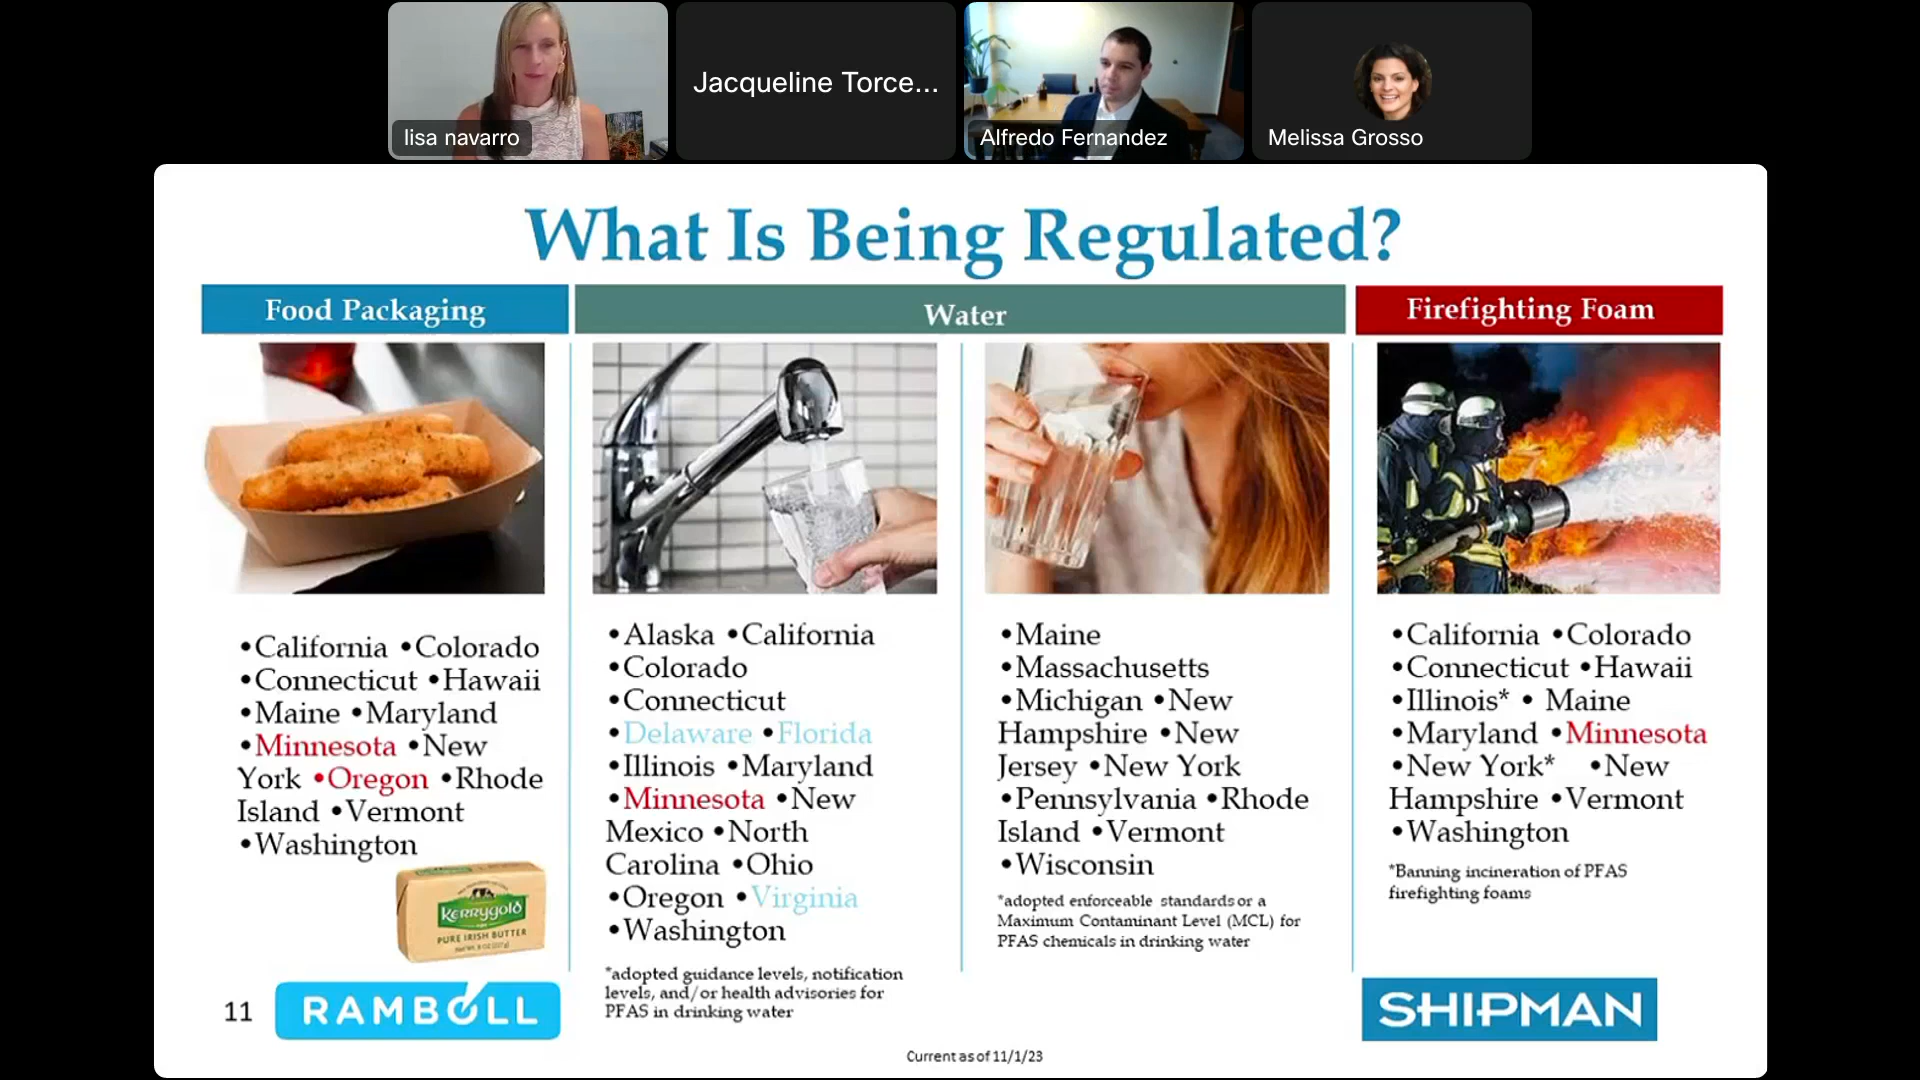 lisa navarro
Jacqueline Torce...
Alfredo Fernandez
Melissa Grosso
What Is Being Regulated?
Food Packaging
Water
Firefighting Foam
•California •Colorado
•Connecticut •Hawaii
•Maine •Maryland
•Minnesota •New
York •Oregon •Rhode
Island •Vermont
•Washington
Kerrygold
PURE IRISH BUTTER
•Alaska •California
•Colorado
•Connecticut
•Delaware •Florida
•Illinois •Maryland
•Minnesota •New
Mexico •North
Carolina •Ohio
•Oregon •Virginia
•Washington
*adopted guidance levels, notification
levels, and/or health advisories for
PFAS in drinking water
•Maine
•Massachusetts
•Michigan •New
Hampshire •New
Jersey •New York
•Pennsylvania •Rhode
Island •Vermont
•Wisconsin
*adopted enforceable standards or a
Maximum Contaminant Level (MCL) for
PFAS chemicals in drinking water
•California •Colorado
•Connecticut •Hawaii
•Illinois* • Maine
•Maryland •Minnesota
•New York* •New
Hampshire •Vermont
•Washington
*Banning incineration of PFAS
firefighting foams
11
RAMBOLL
SHIPMAN
Current as of 11/1/23